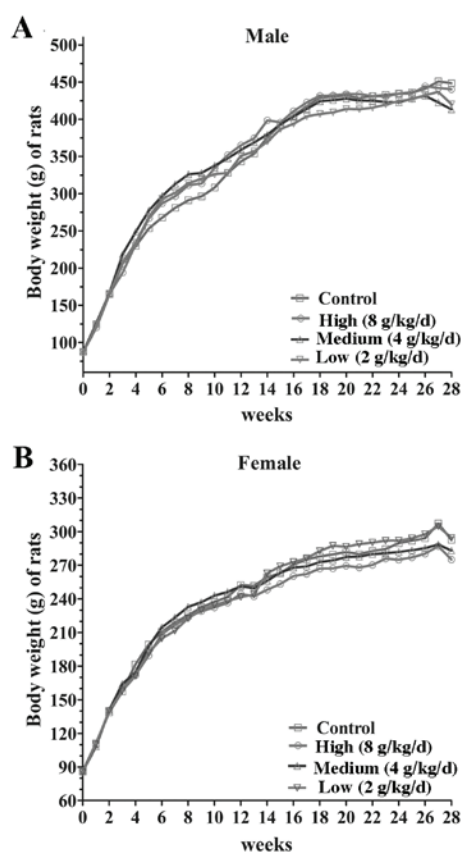 A
Male
Body weight (g) of rats
500
450
400
350
300
250
200
150
100
0 2 4 6 8 10 12 14 16 18 20 22 24 26 28
weeks
Control
High (8 g/kg/d)
Medium (4 g/kg/d)
Low (2 g/kg/d)
B
Female
Body weight (g) of rats
360
330
300
270
240
210
180
150
120
90
60
0 2 4 6 8 10 12 14 16 18 20 22 24 26 28
weeks
Control
High (8 g/kg/d)
Medium (4 g/kg/d)
Low (2 g/kg/d)